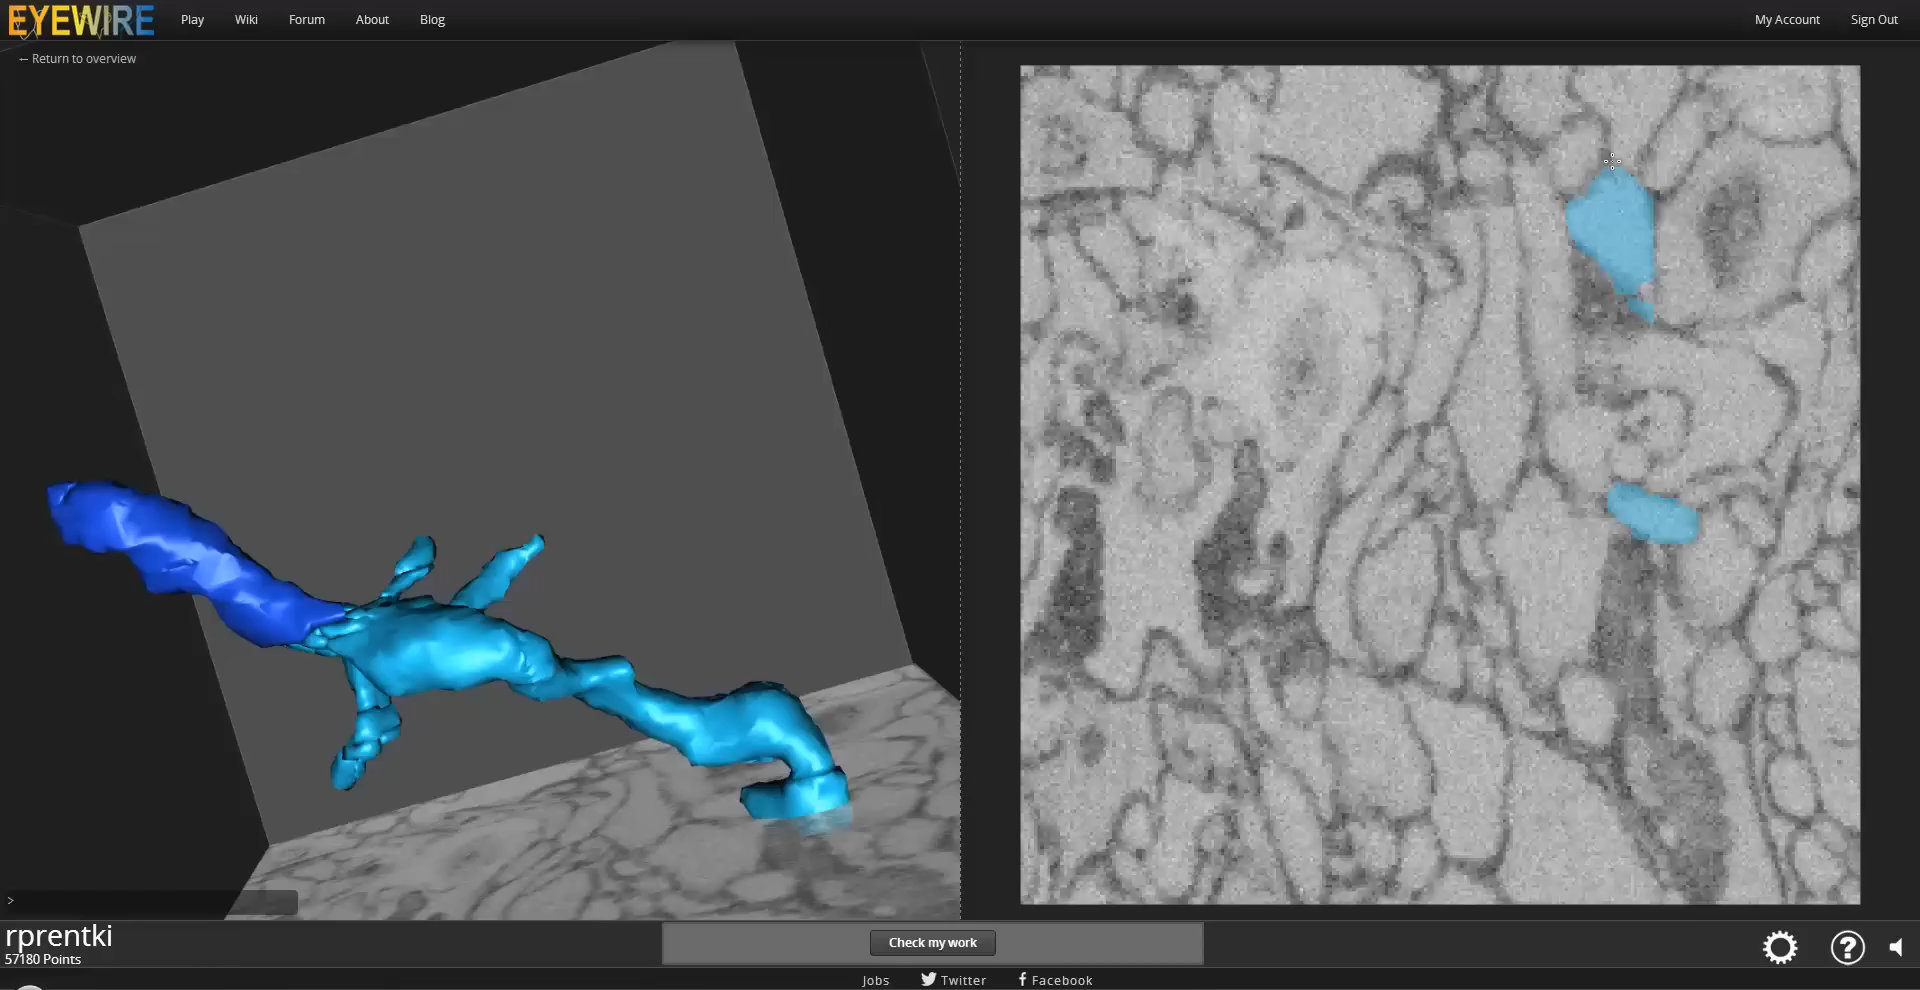 EYEWIRE
Play Wiki Forum About Blog My Account Sign Out
← Return to overview
>
rprentki
57180 Points
Check my work
?
Jobs Twitter Facebook